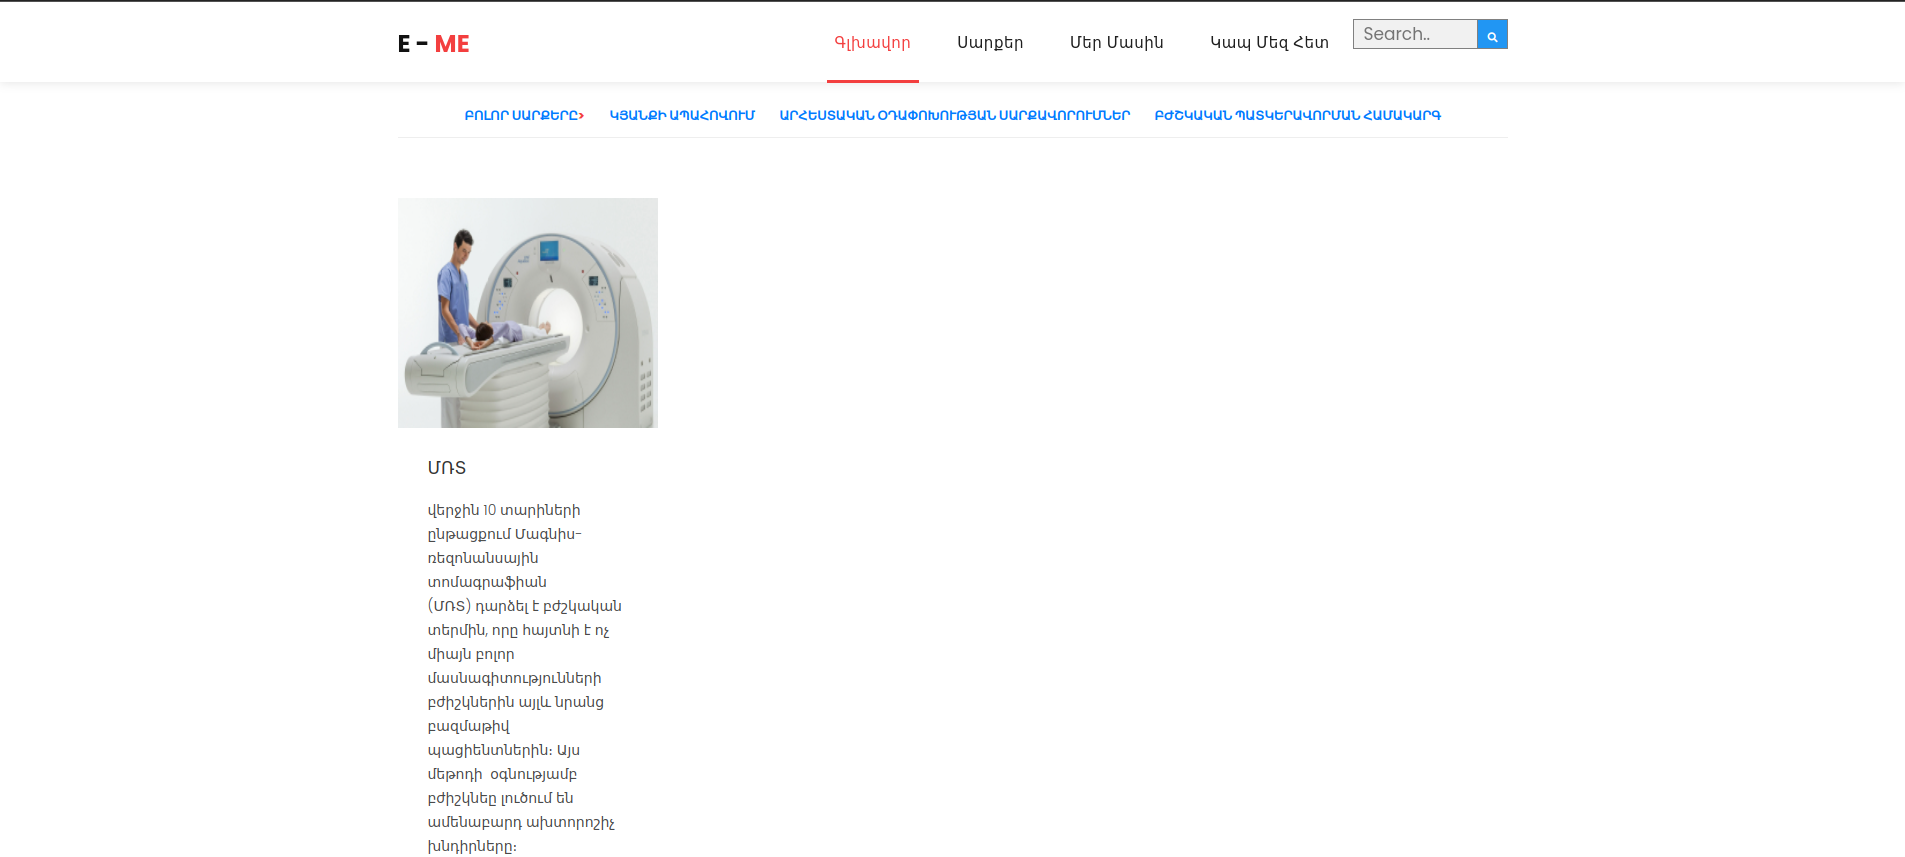 E - ME
Գլխավոր Սարքեր Մեր Մասին Կապ Մեզ Հետ Search..
ԲՈԼՈՐ ՍԱՐՔԵՐԸ› ԿՅԱՆՔԻ ԱՊԱՀՈՎՈՒՄ ԱՐՀԵՍՏԱԿԱՆ ՕԴԱՓՈԽՈՒԹՅԱՆ ՍԱՐՔԱՎՈՐՈՒՄՆԵՐ ԲԺՇԿԱԿԱՆ ՊԱՏԿԵՐԱՎՈՐՄԱՆ ՀԱՄԱԿԱՐԳ
ՄՌՏ
վերջին 10 տարիների
ընթացքում Մագնիս-
ռեզոնանսային
տոմագրաֆիան
(ՄՌՏ) դարձել է բժշկական
տերմին, որը հայտնի է ոչ
միայն բոլոր
մասնագիտությունների
բժիշկներին այլև նրանց
բազմաթիվ
պացիենտներին։ Այս
մեթոդի օգնությամբ
բժիշկնեը լուծում են
ամենաբարդ ախտորոշիչ
խնդիրները։